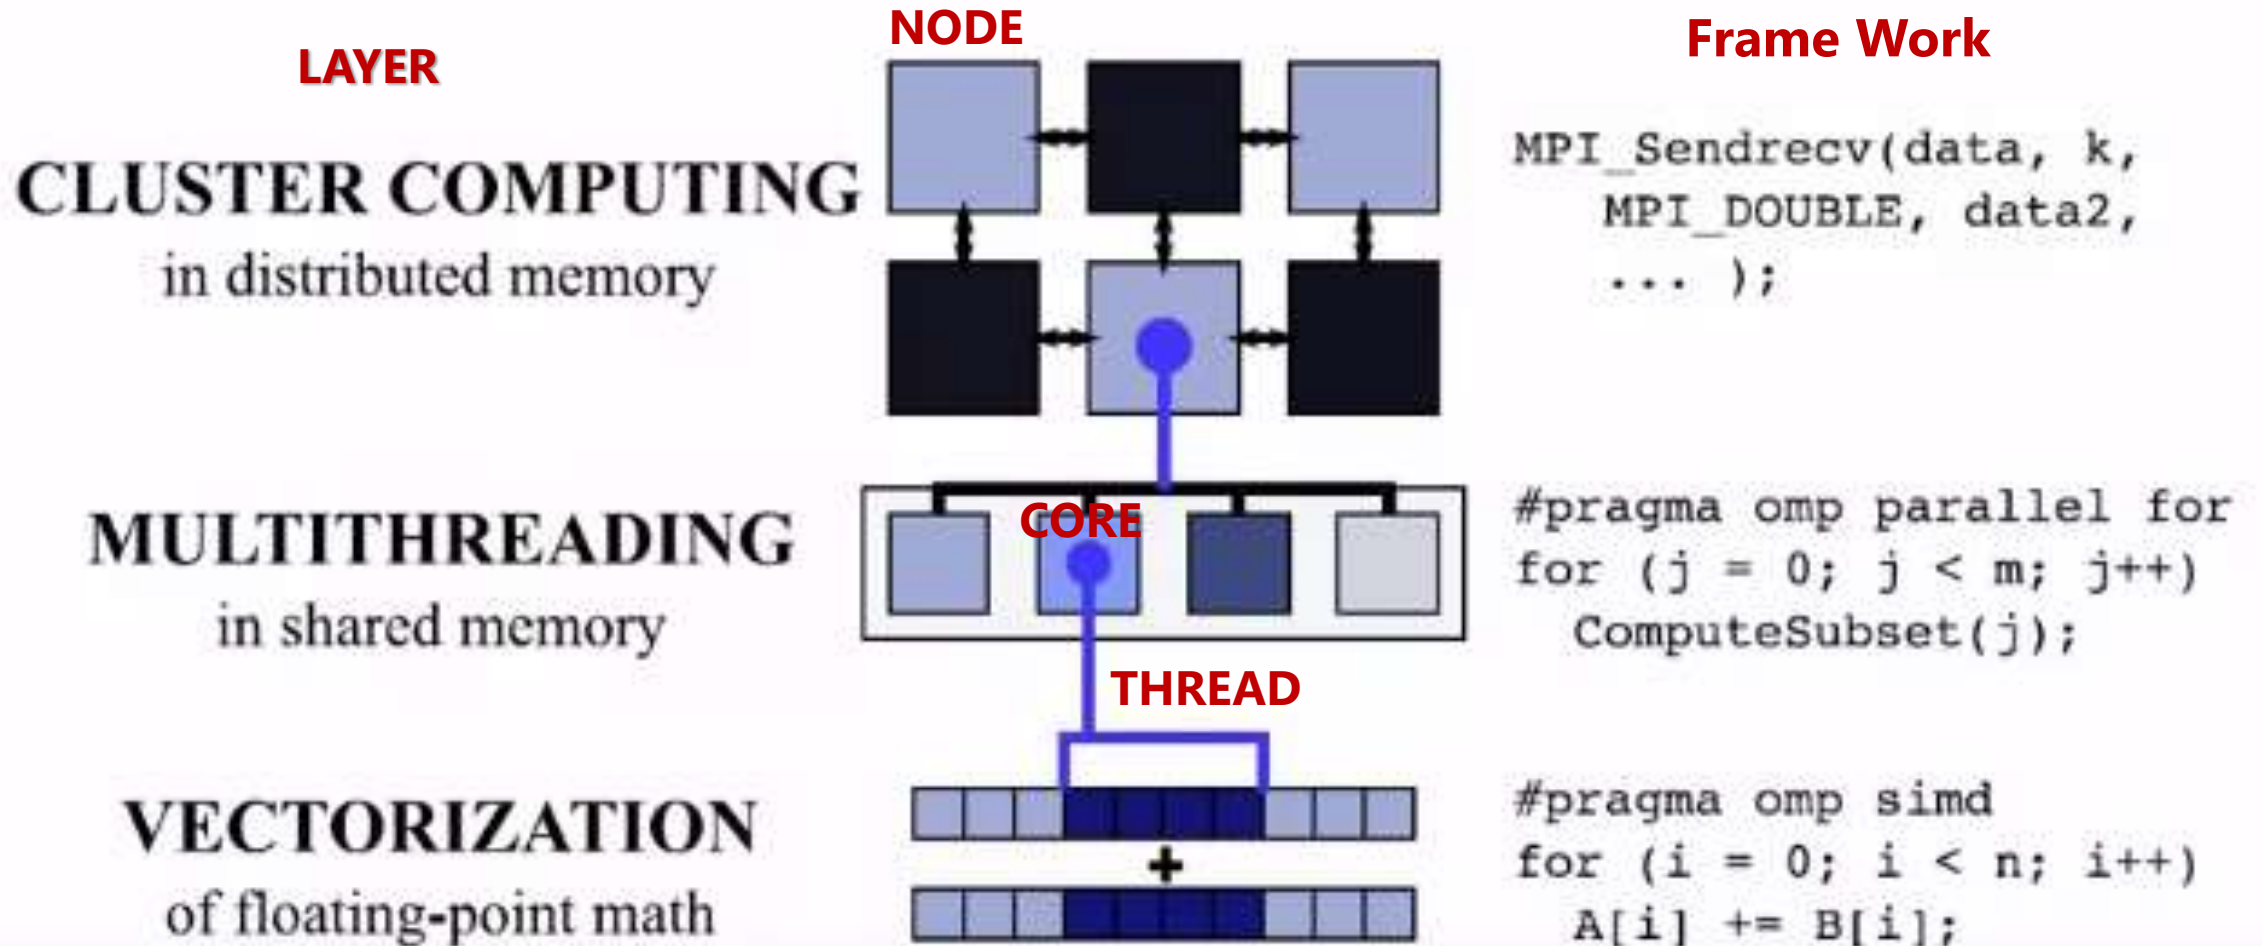 LAYER
NODE
Frame Work
CLUSTER COMPUTING
in distributed memory
MPI_Sendrecv(data, k,
MPI_DOUBLE, data2,
... );
MULTITHREADING
in shared memory
CORE
#pragma omp parallel for
for (j = 0; j < m; j++)
ComputeSubset(j);
THREAD
VECTORIZATION
of floating-point math
+
#pragma omp simd
for (i = 0; i < n; i++)
A[i] += B[i];